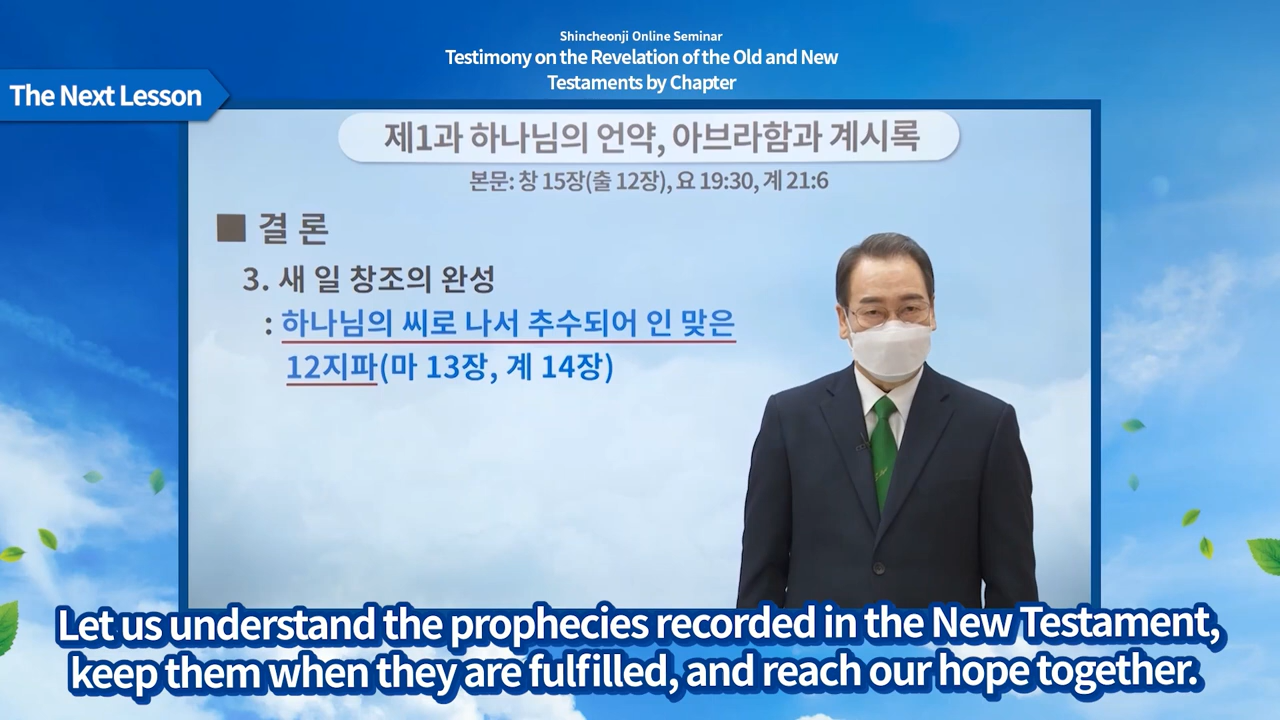 Shincheonji Online Seminar
Testimony on the Revelation of the Old and New
Testaments by Chapter
The Next Lesson
제1과 하나님의 언약, 아브라함과 계시록
본문: 창 15장(출 12장), 요 19:30, 계 21:6
■ 결 론
3. 새 일 창조의 완성
: 하나님의 씨로 나서 추수되어 인 맞은
12지파(마 13장, 계 14장)
Let us understand the prophecies recorded in the New Testament,
keep them when they are fulfilled, and reach our hope together.